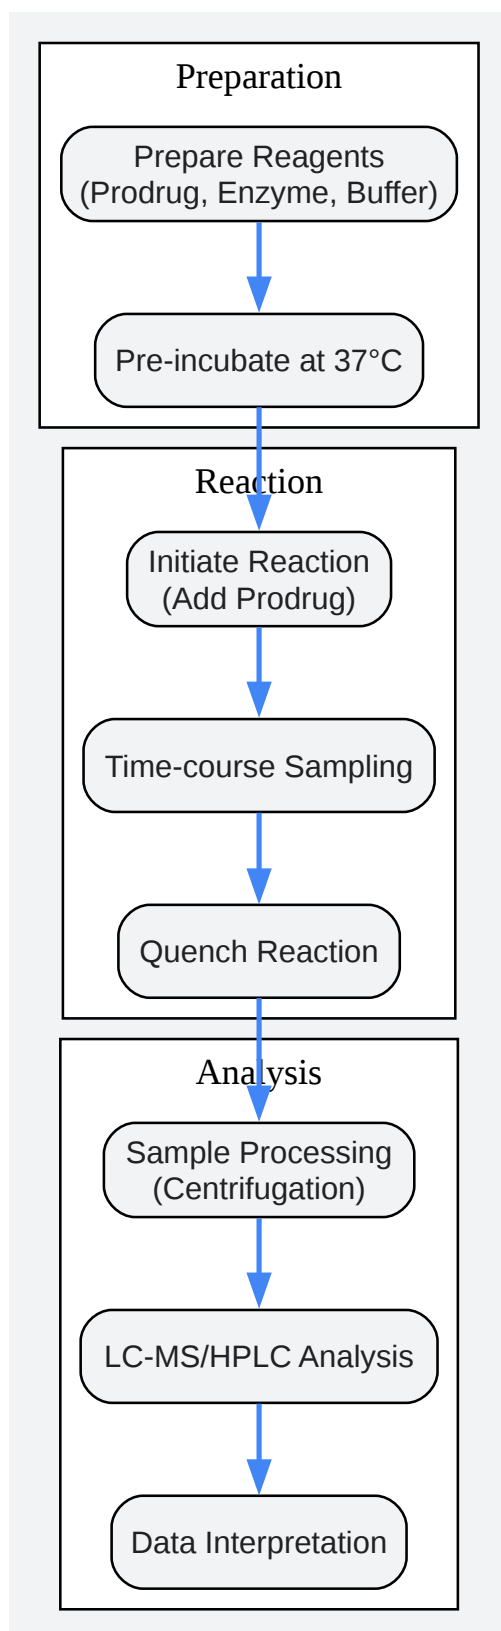 Preparation
Prepare Reagents
(Prodrug, Enzyme, Buffer)
Pre-incubate at 37°C
Reaction
Initiate Reaction
(Add Prodrug)
Time-course Sampling
Quench Reaction
Analysis
Sample Processing
(Centrifugation)
LC-MS/HPLC Analysis
Data Interpretation